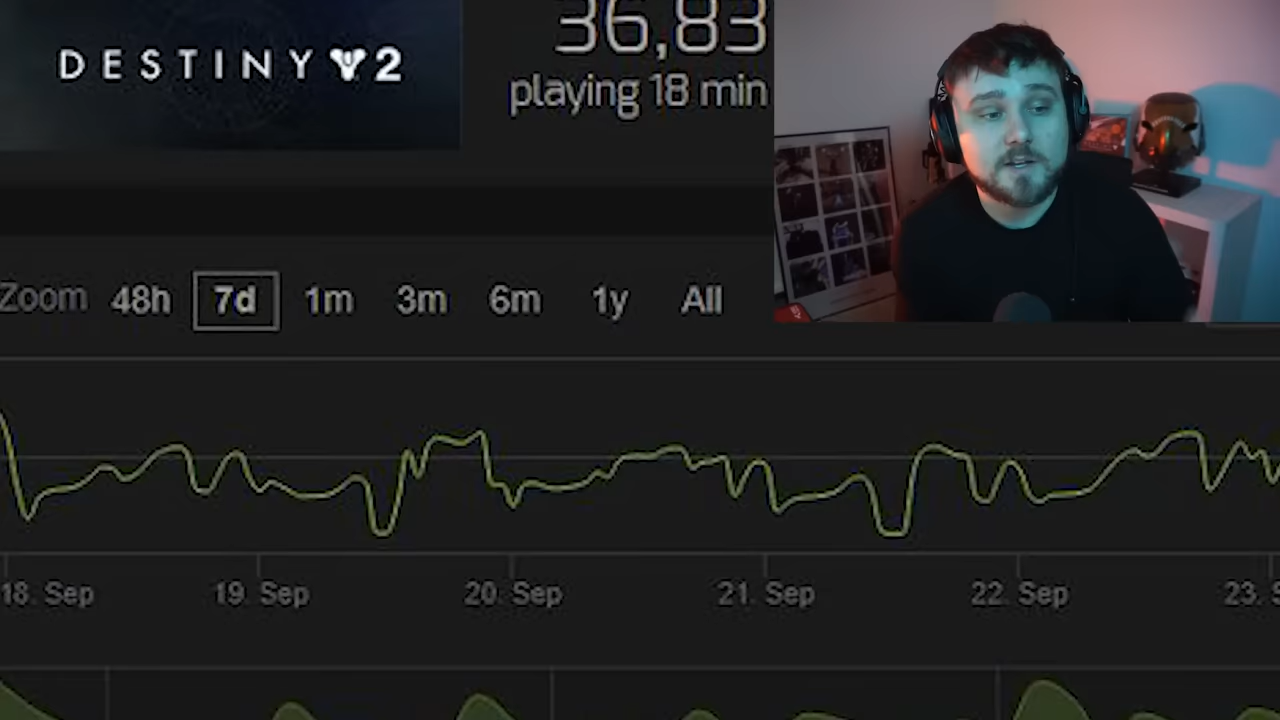 DESTINY 2
36,83
playing 18 min
Zoom 48h 7d 1m 3m 6m 1y All
18. Sep 19. Sep 20. Sep 21. Sep 22. Sep 23. S